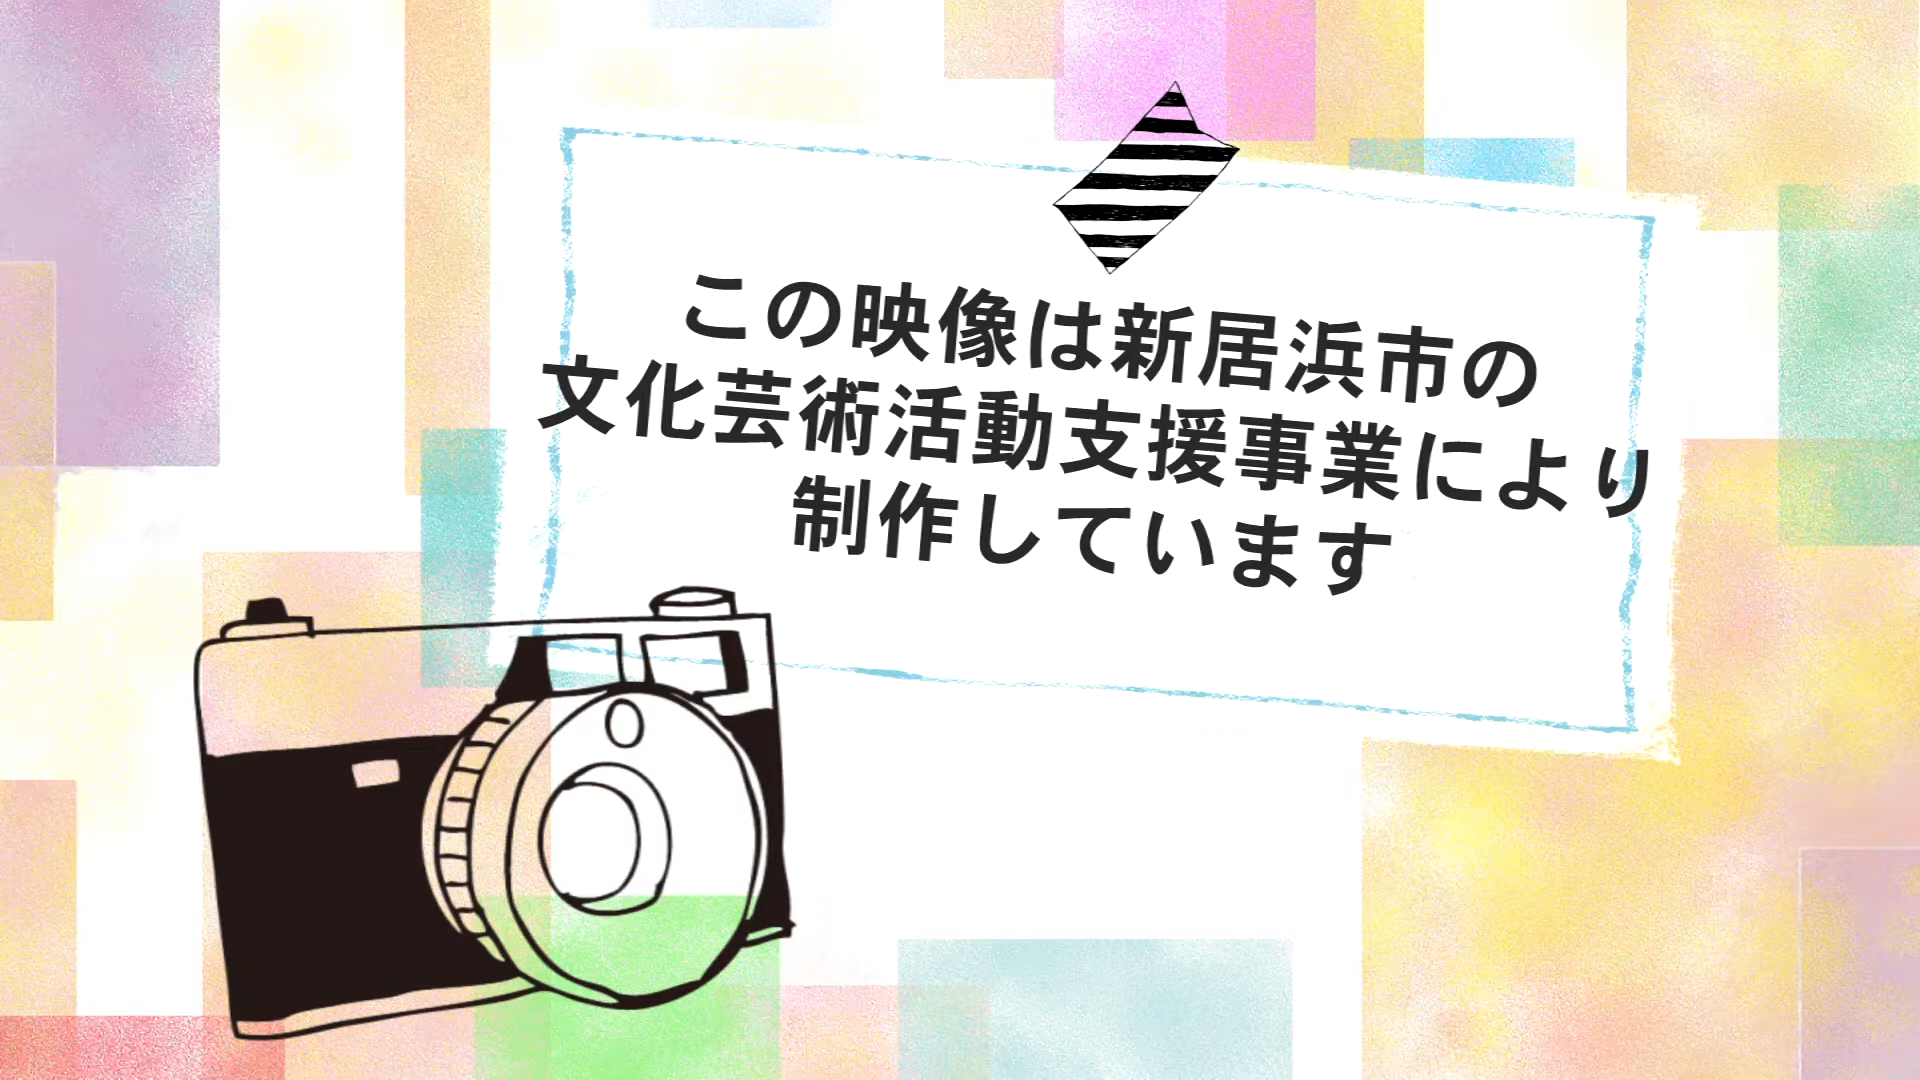 この映像は新居浜市の
文化芸術活動支援事業により
制作しています